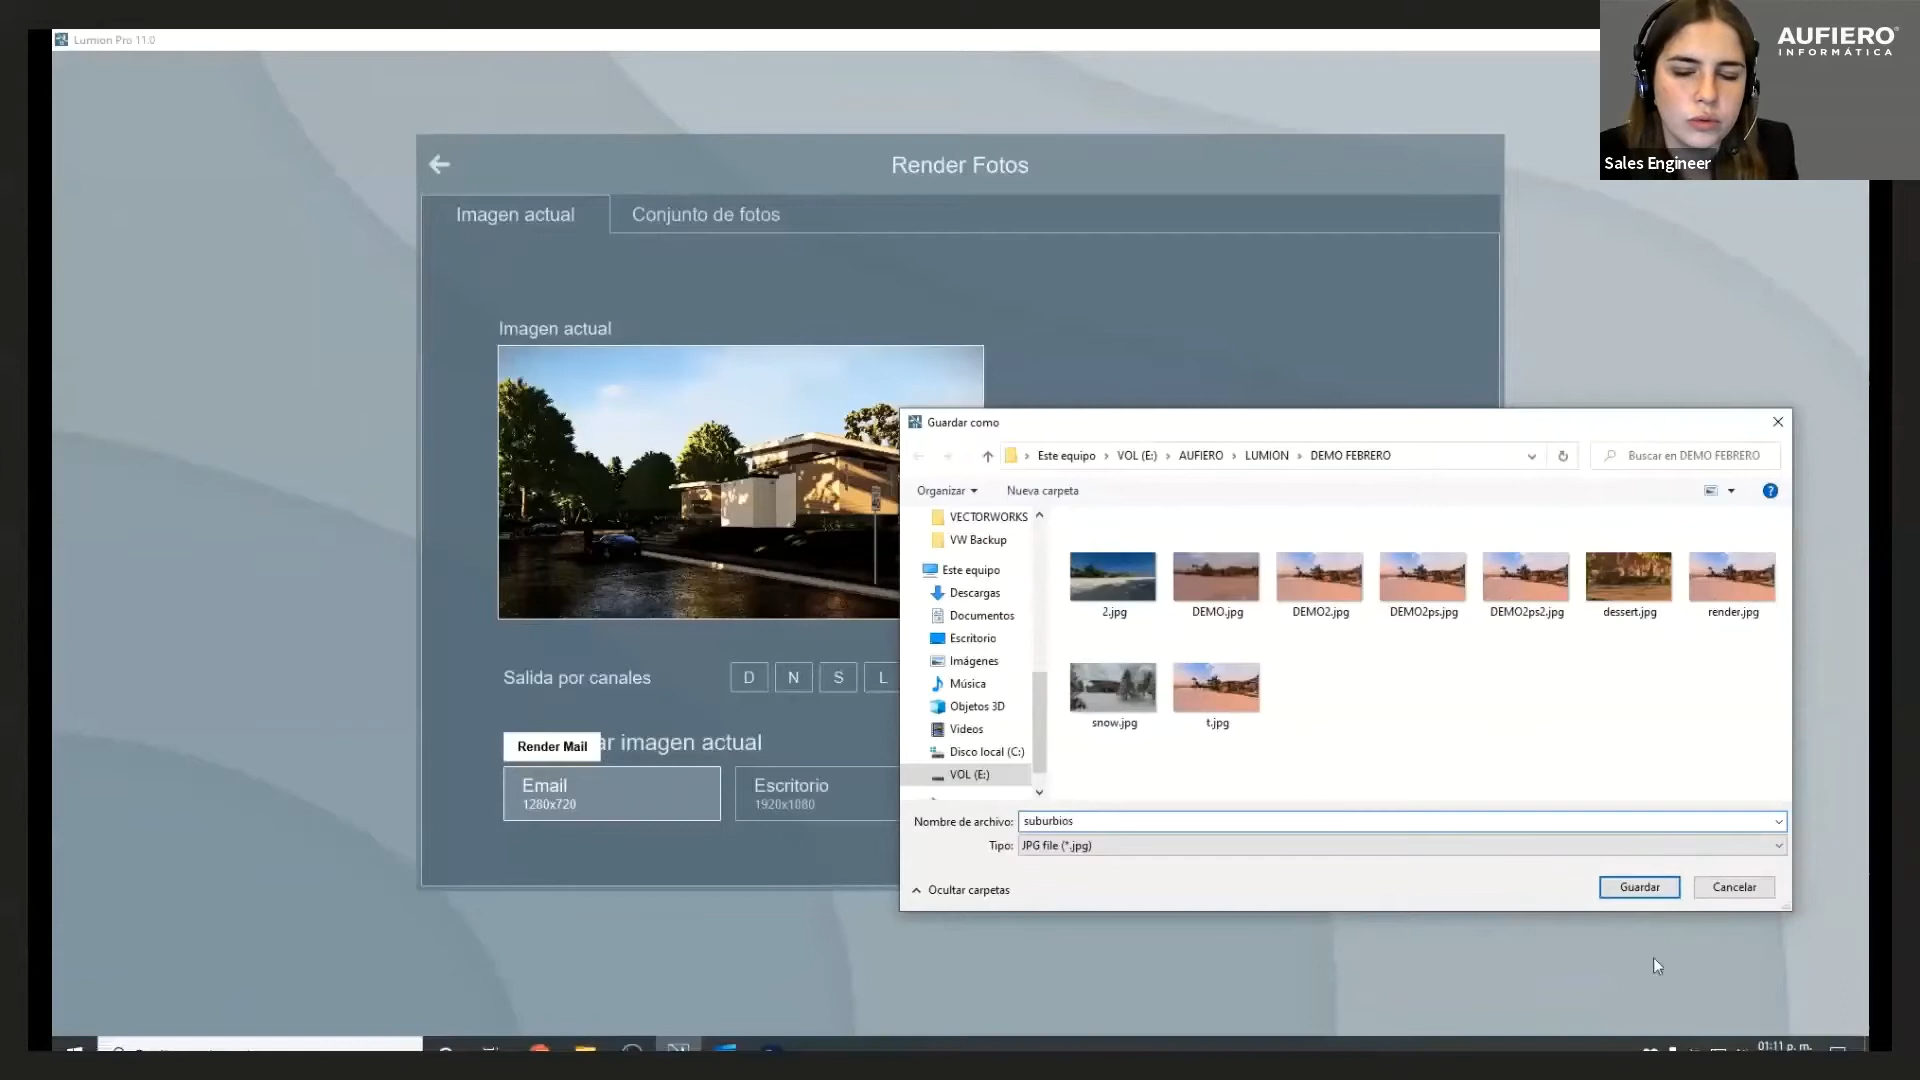 Lumion Pro 11.0
AUFIERO
INFORMÁTICA
Sales Engineer
Render Fotos
Imagen actual
Conjunto de fotos
Imagen actual
Salida por canales
D N S L
Render Mail
ar imagen actual
Email
1280x720
Escritorio
1920x1080
Guardar como
Este equipo › VOL (E:) › AUFIERO › LUMION › DEMO FEBRERO
Buscar en DEMO FEBRERO
Organizar
Nueva carpeta
VECTORWORKS
VW Backup
Este equipo
Descargas
Documentos
Escritorio
Imágenes
Música
Objetos 3D
Videos
Disco local (C:)
VOL (E:)
2.jpg
DEMO.jpg
DEMO2.jpg
DEMO2ps.jpg
DEMO2ps2.jpg
dessert.jpg
render.jpg
snow.jpg
t.jpg
Nombre de archivo: suburbios
Tipo: JPG file (*.jpg)
Ocultar carpetas
Guardar
Cancelar
01:11 p. m.